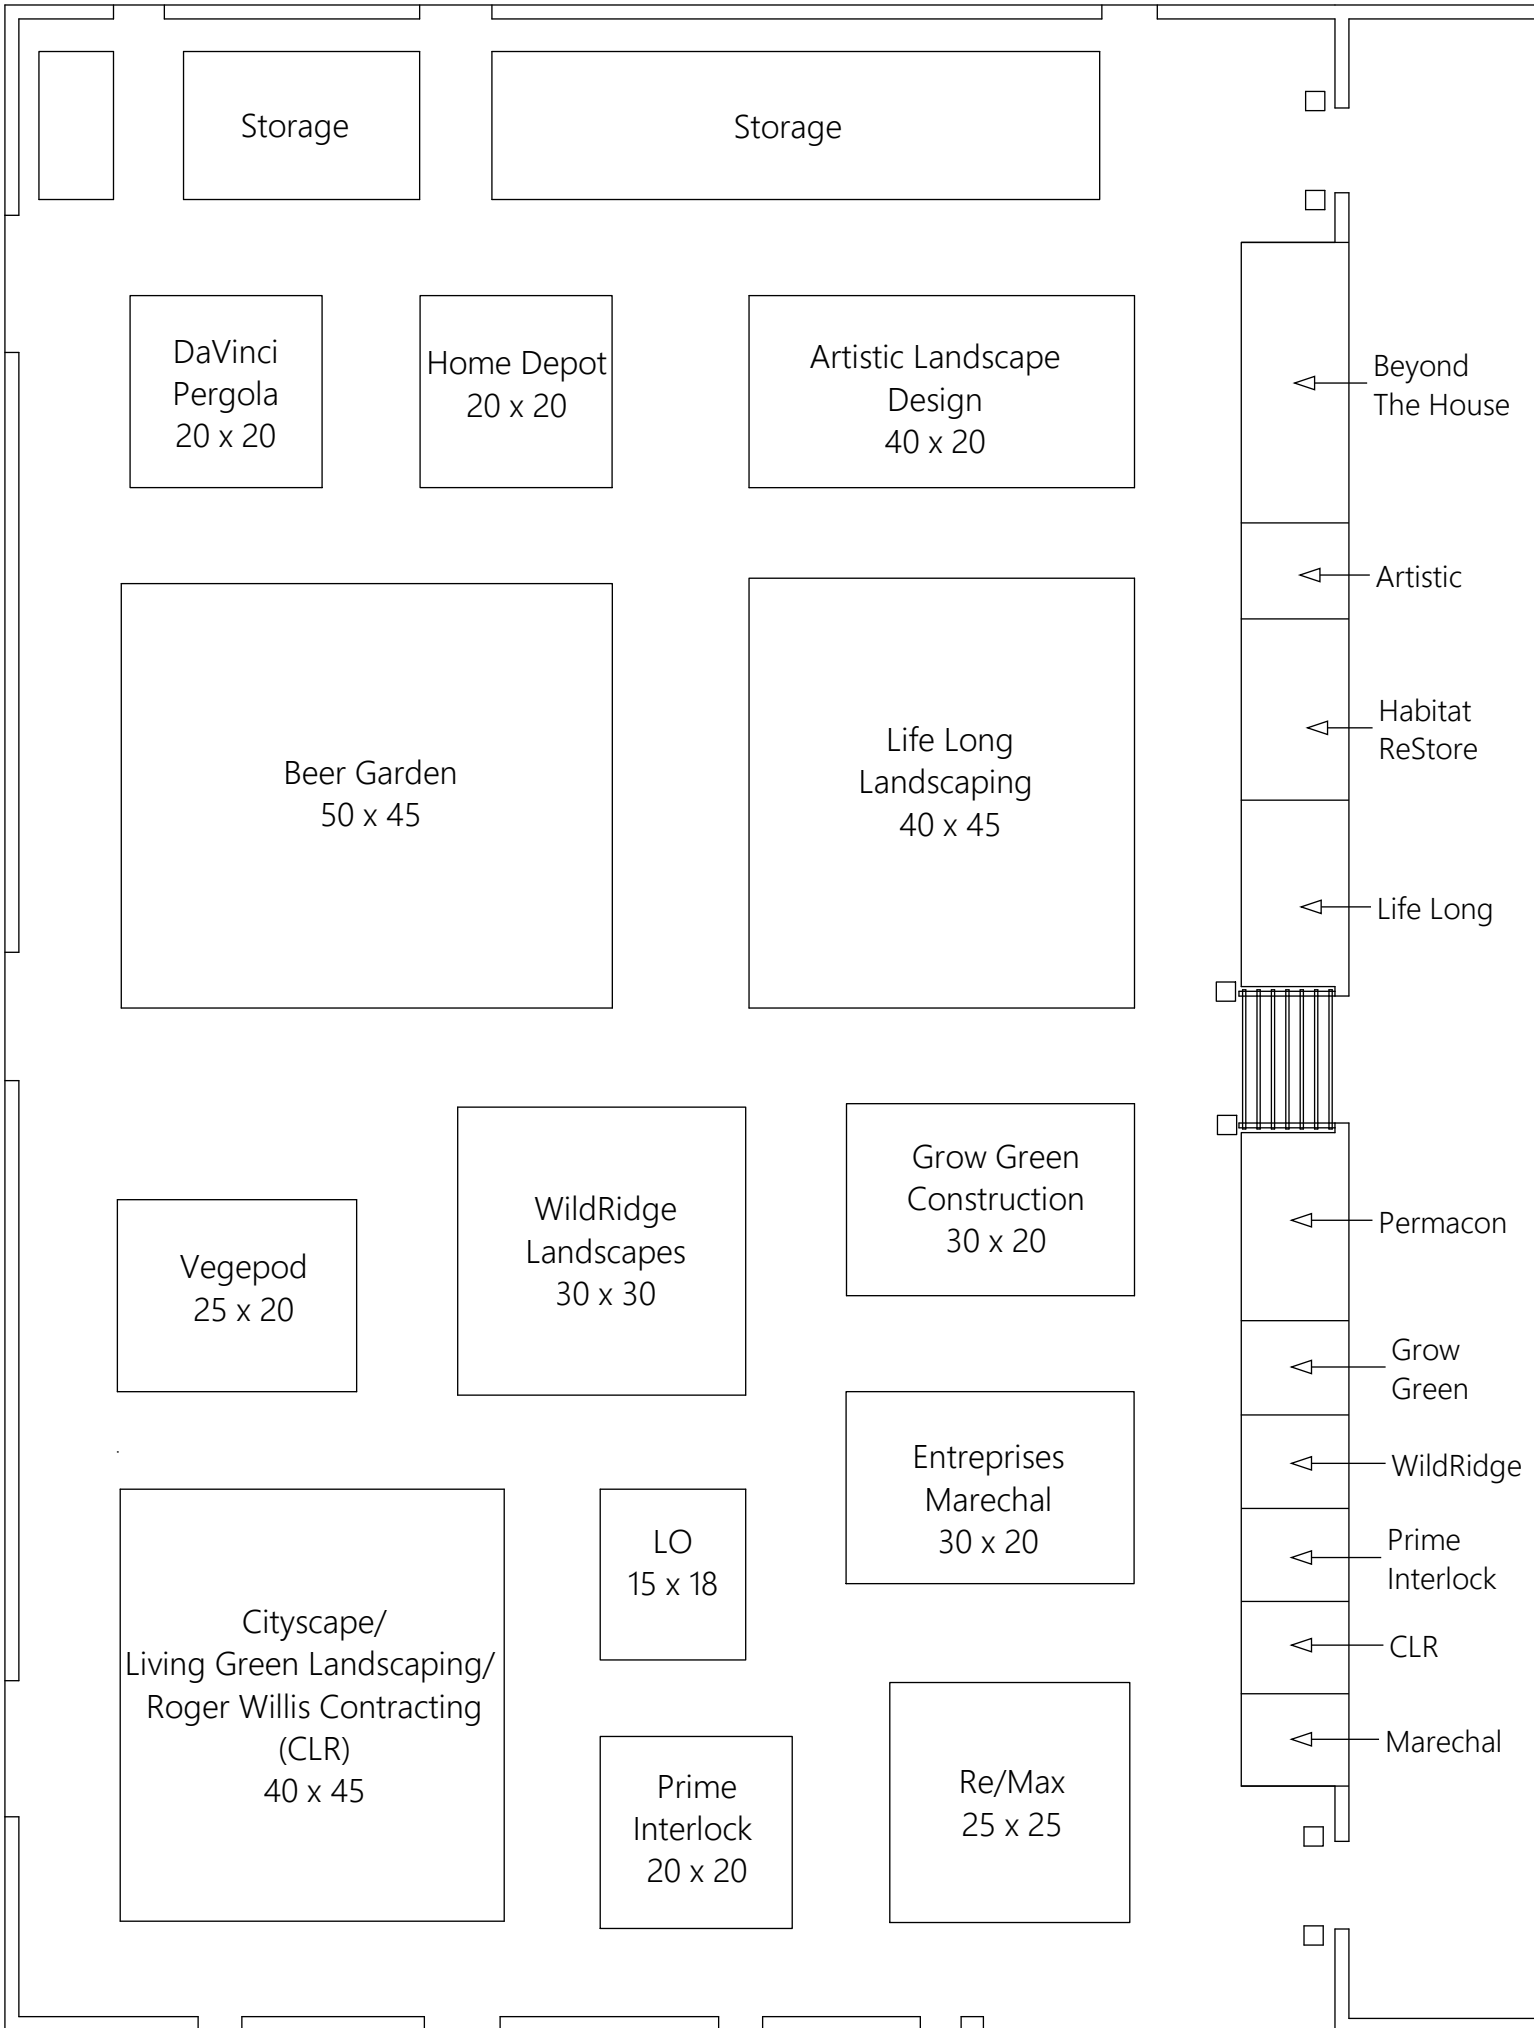 Storage
Storage
DaVinci
Pergola
20 x 20
Home Depot
20 x 20
Artistic Landscape
Design
40 x 20
Beyond
The House
Artistic
Beer Garden
50 x 45
Life Long
Landscaping
40 x 45
Habitat
ReStore
Life Long
Vegepod
25 x 20
WildRidge
Landscapes
30 x 30
Grow Green
Construction
30 x 20
Permacon
Grow
Green
WildRidge
Cityscape/
Living Green Landscaping/
Roger Willis Contracting
(CLR)
40 x 45
LO
15 x 18
Entreprises
Marechal
30 x 20
Prime
Interlock
CLR
Prime
Interlock
20 x 20
Re/Max
25 x 25
Marechal